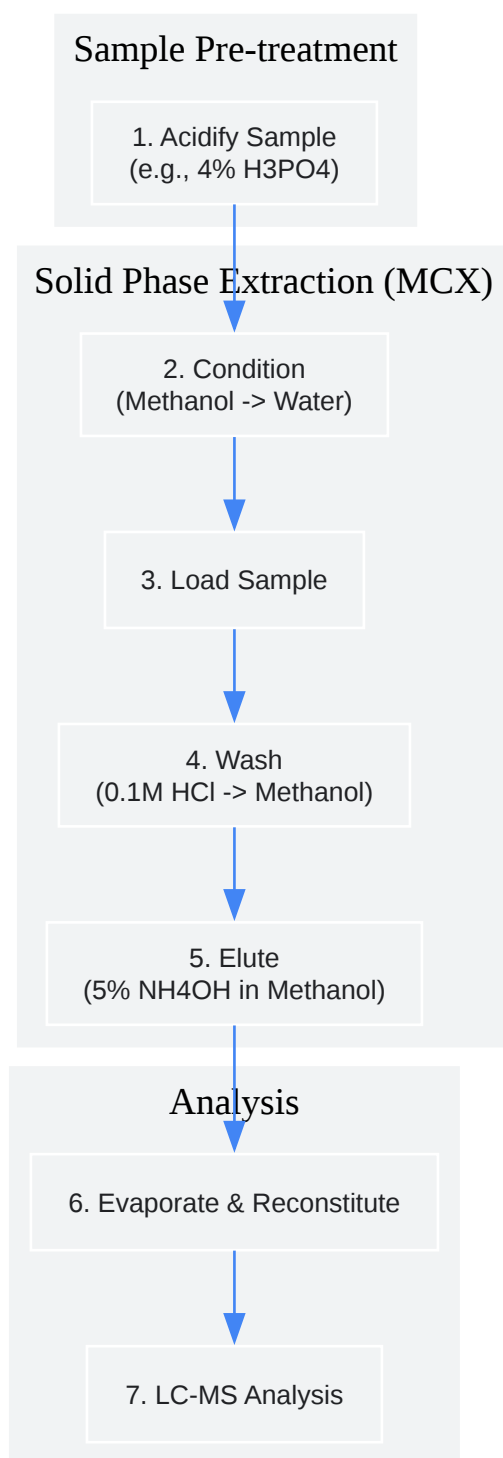 Sample Pre-treatment
1. Acidify Sample
(e.g., 4% H3PO4)
Solid Phase Extraction (MCX)
2. Condition
(Methanol -> Water)
3. Load Sample
4. Wash
(0.1M HCl -> Methanol)
5. Elute
(5% NH4OH in Methanol)
Analysis
6. Evaporate & Reconstitute
7. LC-MS Analysis